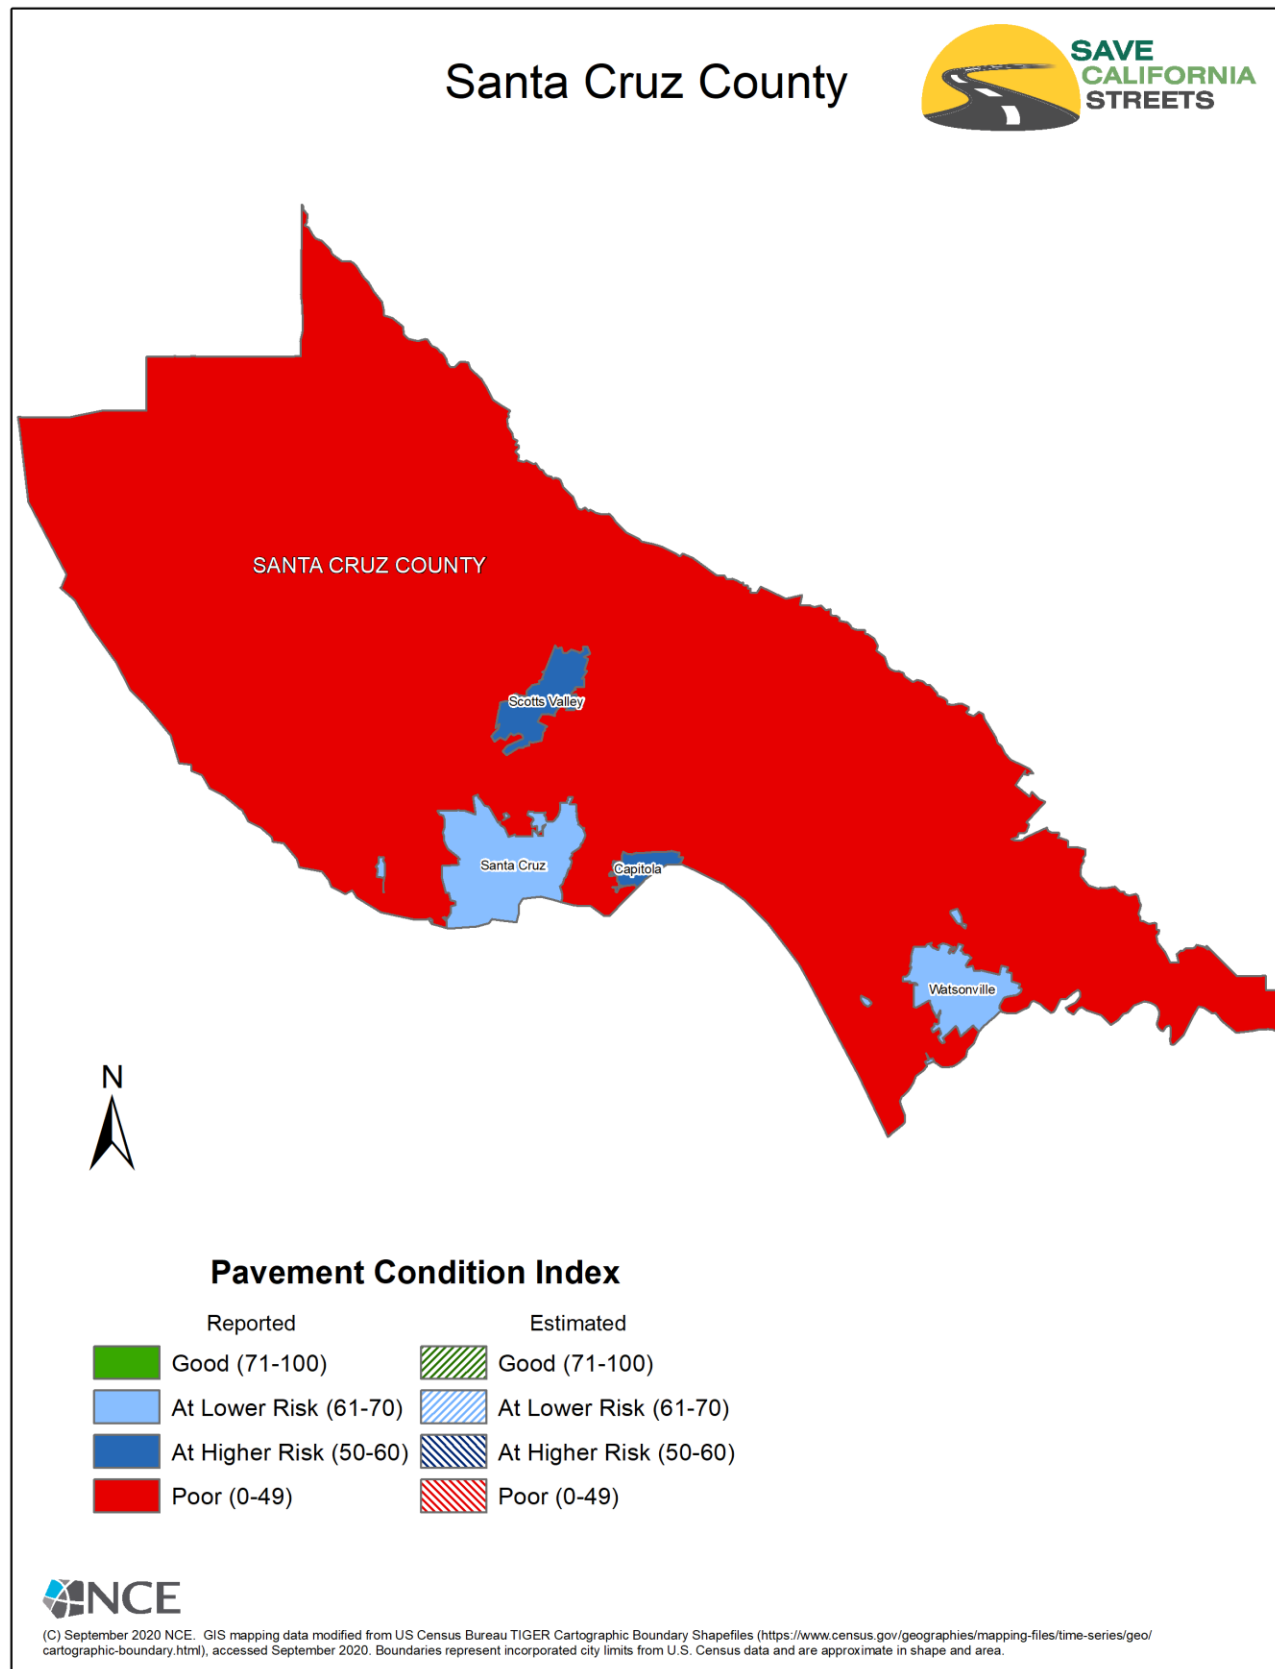 Santa Cruz County
SAVE
CALIFORNIA
STREETS
SANTA CRUZ COUNTY
Scotts Valley
Santa Cruz
Capitola
Watsonville
N
Pavement Condition Index
Reported
Estimated
Good (71-100)
Good (71-100)
At Lower Risk (61-70)
At Lower Risk (61-70)
At Higher Risk (50-60)
At Higher Risk (50-60)
Poor (0-49)
Poor (0-49)
NCE
(C) September 2020 NCE. GIS mapping data modified from US Census Bureau TIGER Cartographic Boundary Shapefiles (https://www.census.gov/geographies/mapping-files/time-series/geo/
cartographic-boundary.html), accessed September 2020. Boundaries represent incorporated city limits from U.S. Census data and are approximate in shape and area.